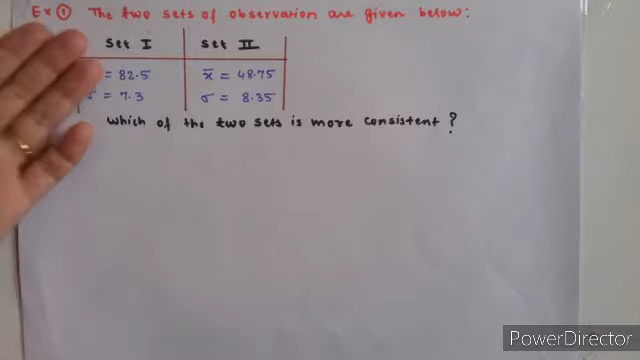 Ex ① The two sets of observation are given below:
Set I Set II
= 82.5 x̄ = 48.75
= 7.3 σ = 8.35
which of the two sets is more consistent ?
PowerDirector